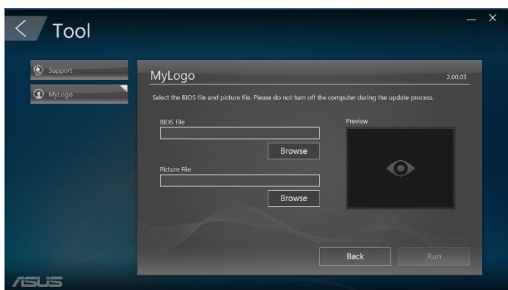 Tool
Support
MyLogo
MyLogo
2.00.03
Select the BIOS file and picture file. Please do not turn off the computer during the update process.
BIOS File
Browse
Picture File
Browse
Preview
Back
Run
ASUS